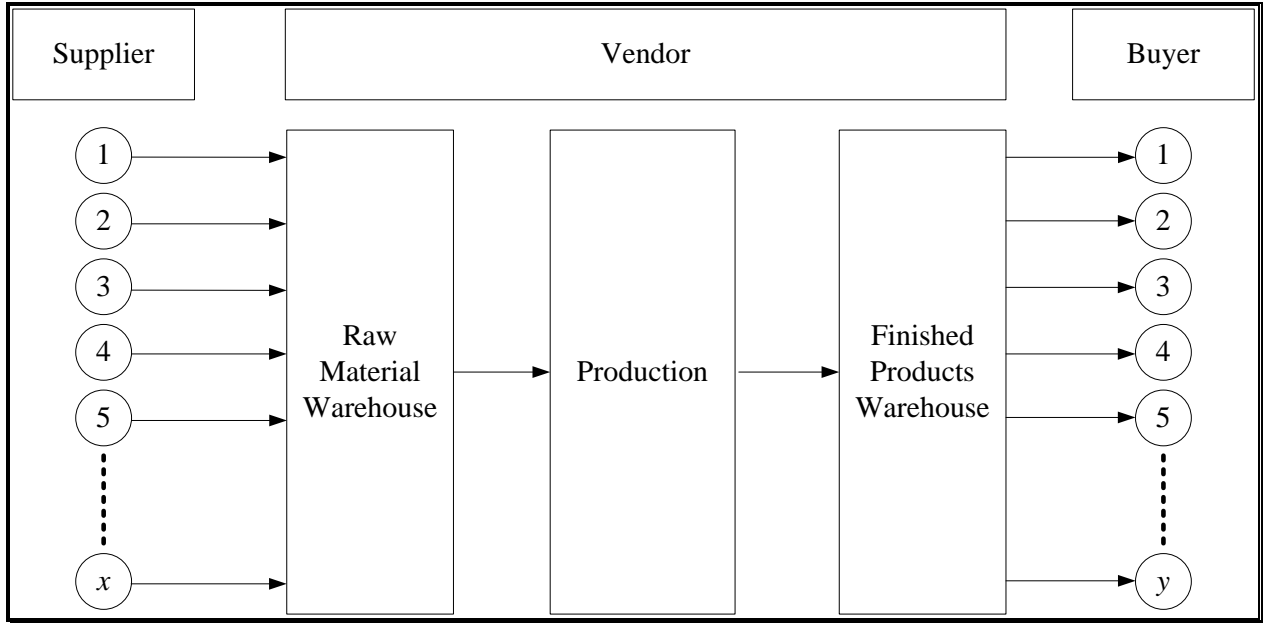 Supplier
Vendor
Buyer
1
2
3
4
5
x
Raw
Material
Warehouse
Production
Finished
Products
Warehouse
1
2
3
4
5
y